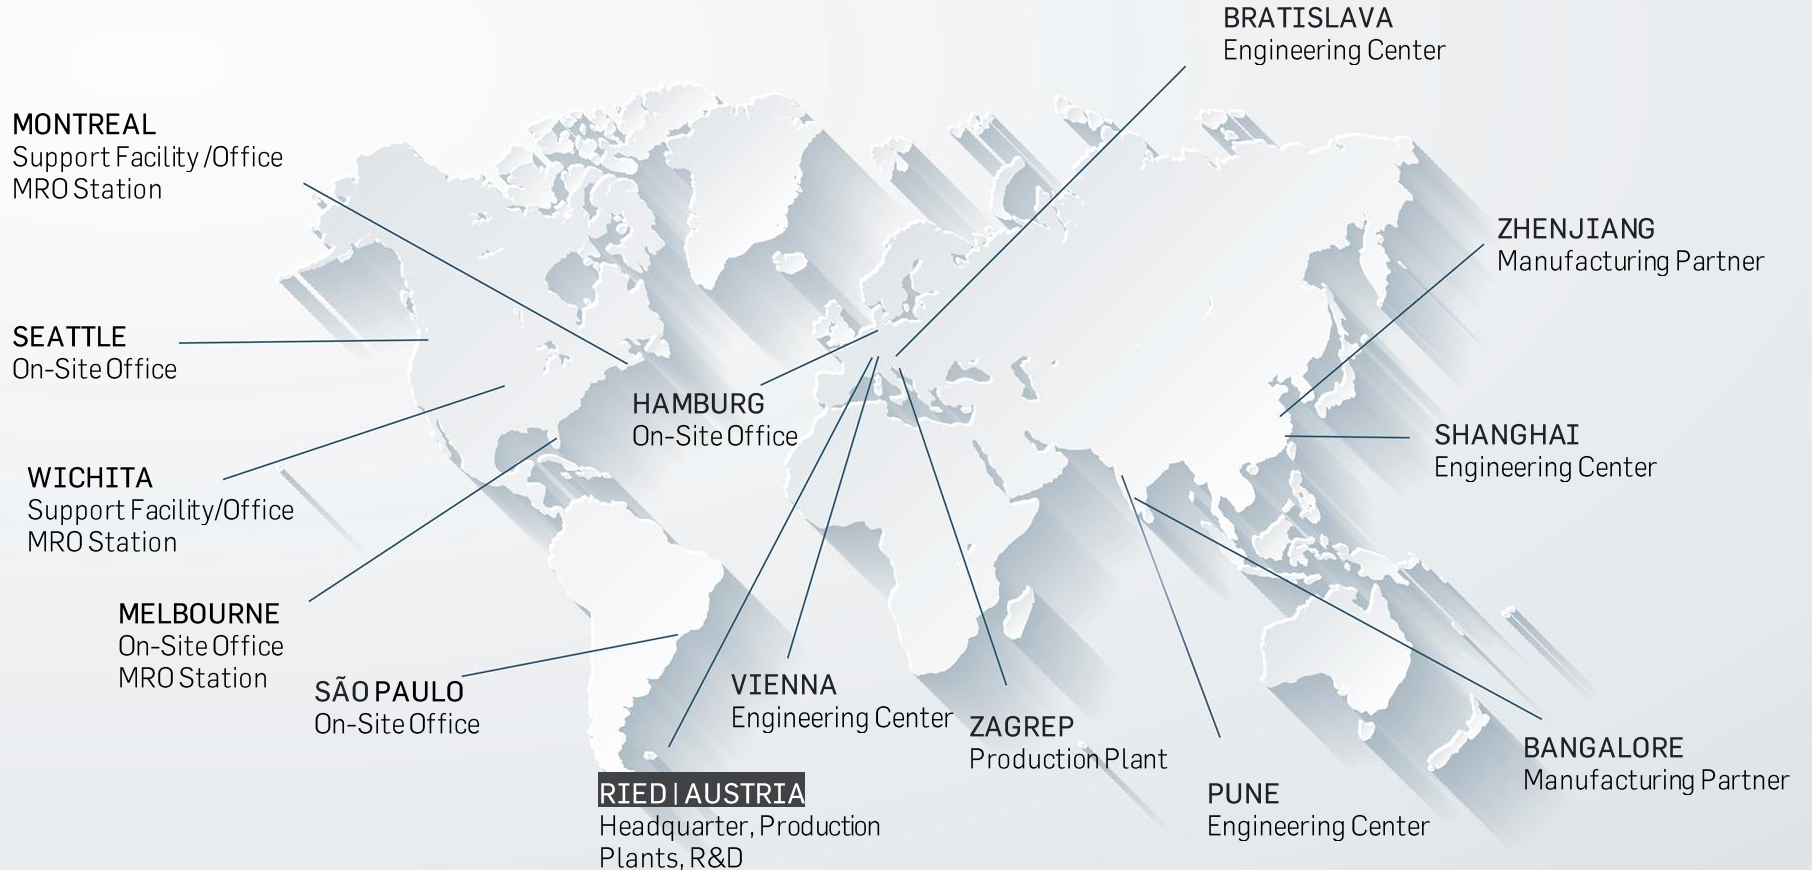 BRATISLAVA
Engineering Center
MONTREAL
Support Facility /Office
MRO Station
ZHENJIANG
Manufacturing Partner
SEATTLE
On-Site Office
HAMBURG
On-Site Office
SHANGHAI
Engineering Center
WICHITA
Support Facility/Office
MRO Station
MELBOURNE
On-Site Office
MRO Station
SÃO PAULO
On-Site Office
VIENNA
Engineering Center
ZAGREP
Production Plant
BANGALORE
Manufacturing Partner
RIED | AUSTRIA
Headquarter, Production
Plants, R&D
PUNE
Engineering Center